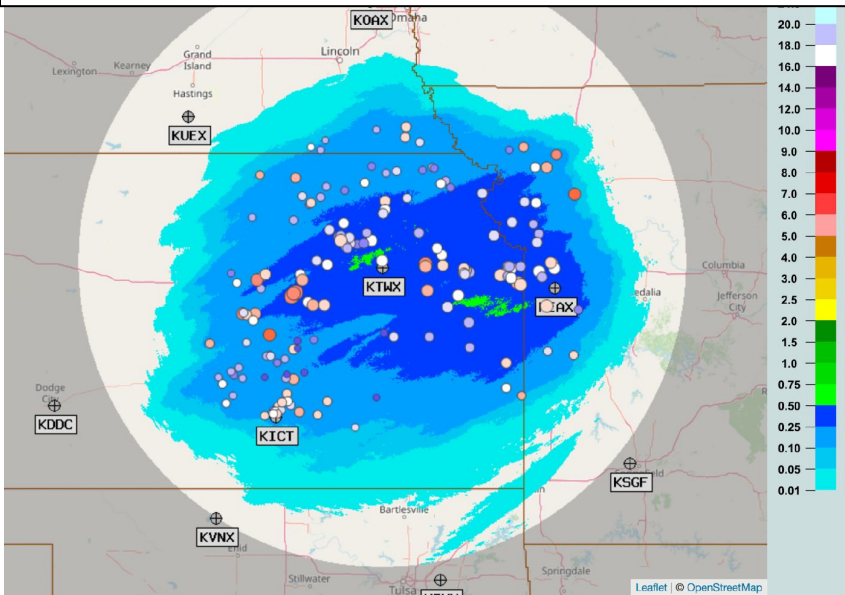 KOAX
Omaha
Lincoln
Grand
Island
Kearney
Lexington
Hastings
KUEX
KTWX
Columbia
Jefferson
City
edalia
Dodge
City
KDDC
KICT
KSGF
Bartlesville
KVNX
Enid
Stillwater
Tulsa
Springdale
20.0
18.0
16.0
14.0
12.0
10.0
9.0
8.0
7.0
6.0
5.0
4.0
3.0
2.5
2.0
1.5
1.0
0.75
0.50
0.25
0.10
0.05
0.01
Leaflet | © OpenStreetMap